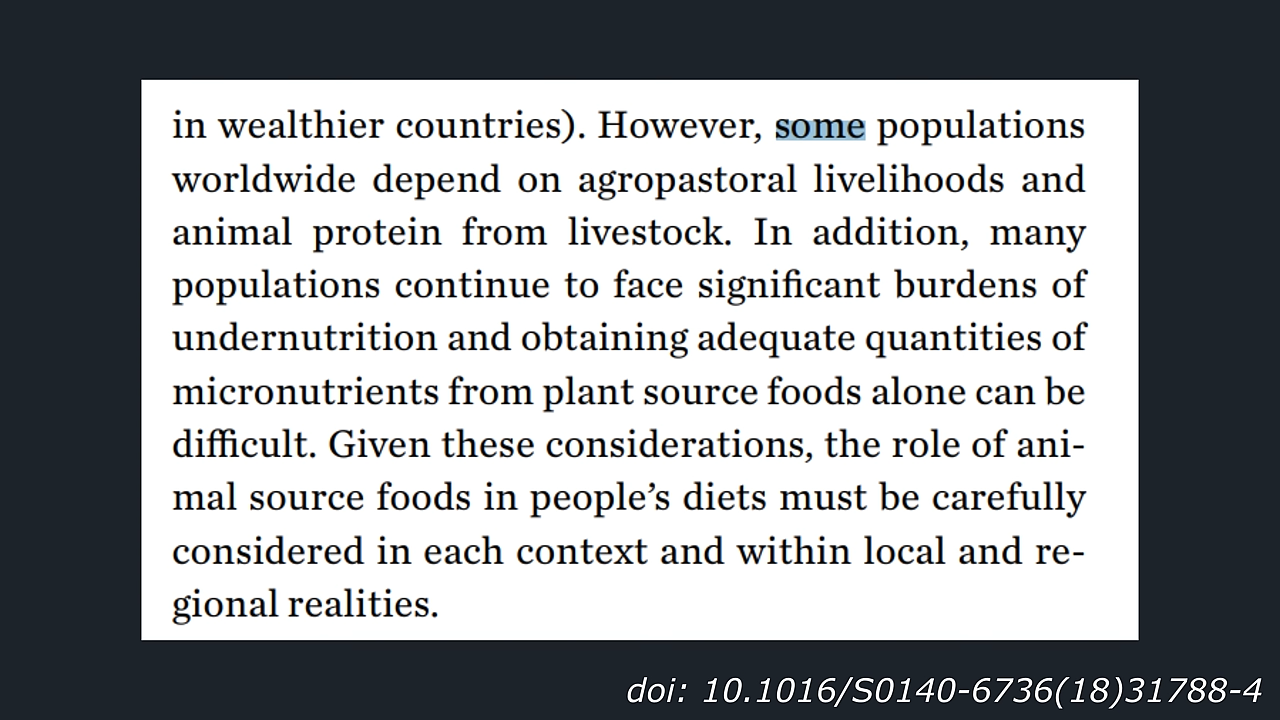 in wealthier countries). However, some populations
worldwide depend on agropastoral livelihoods and
animal protein from livestock. In addition, many
populations continue to face significant burdens of
undernutrition and obtaining adequate quantities of
micronutrients from plant source foods alone can be
difficult. Given these considerations, the role of ani-
mal source foods in people’s diets must be carefully
considered in each context and within local and re-
gional realities.
doi: 10.1016/S0140-6736(18)31788-4